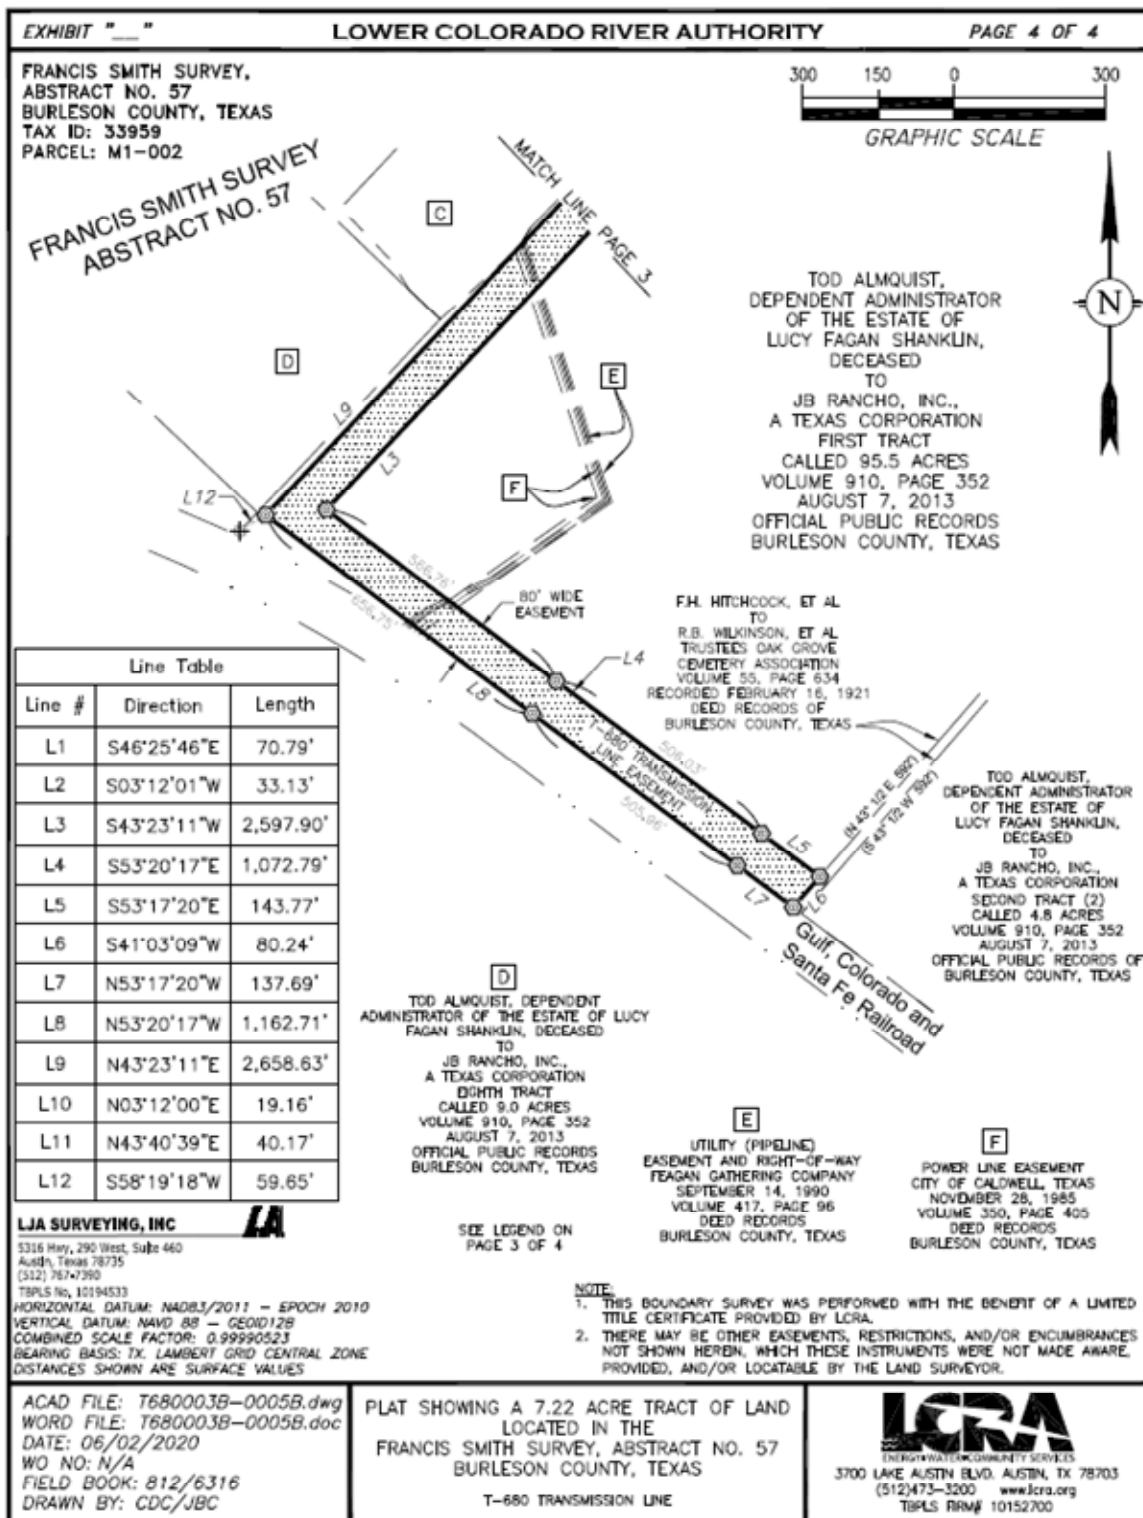 EXHIBIT "__"
LOWER COLORADO RIVER AUTHORITY
PAGE 4 OF 4
FRANCIS SMITH SURVEY,
ABSTRACT NO. 57
BURLESON COUNTY, TEXAS
TAX ID: 33959
PARCEL: M1-002
300 150 0 300
GRAPHIC SCALE
FRANCIS SMITH SURVEY
ABSTRACT NO. 57
MATCH LINE PAGE 3
C
D
E
F
N
L9
L3
L12
TOD ALMQUIST,
DEPENDENT ADMINISTRATOR
OF THE ESTATE OF
LUCY FAGAN SHANKLIN,
DECEASED
TO
JB RANCHO, INC.,
A TEXAS CORPORATION
FIRST TRACT
CALLED 95.5 ACRES
VOLUME 910, PAGE 352
AUGUST 7, 2013
OFFICIAL PUBLIC RECORDS
BURLESON COUNTY, TEXAS
566.76'
656.75'
80' WIDE
EASEMENT
L4
L8
F.H. HITCHCOCK, ET AL
TO
R.B. WILKINSON, ET AL
TRUSTEES OAK GROVE
CEMETERY ASSOCIATION
VOLUME 55, PAGE 634
RECORDED FEBRUARY 16, 1921
DEED RECORDS OF
BURLESON COUNTY, TEXAS
T-680 TRANSMISSION
LINE EASEMENT
506.03'
505.96'
L5
L6
L7
(N 43° 1/2 E 592')
(S 43° 1/2 W 592')
Gulf, Colorado and
Santa Fe Railroad
TOD ALMQUIST,
DEPENDENT ADMINISTRATOR
OF THE ESTATE OF
LUCY FAGAN SHANKLIN,
DECEASED
TO
JB RANCHO, INC.,
A TEXAS CORPORATION
SECOND TRACT (2)
CALLED 4.8 ACRES
VOLUME 910, PAGE 352
AUGUST 7, 2013
OFFICIAL PUBLIC RECORDS OF
BURLESON COUNTY, TEXAS
Line Table
Line # Direction Length
L1 S46°25'46"E 70.79'
L2 S03°12'01"W 33.13'
L3 S43°23'11"W 2,597.90'
L4 S53°20'17"E 1,072.79'
L5 S53°17'20"E 143.77'
L6 S41°03'09"W 80.24'
L7 N53°17'20"W 137.69'
L8 N53°20'17"W 1,162.71'
L9 N43°23'11"E 2,658.63'
L10 N03°12'00"E 19.16'
L11 N43°40'39"E 40.17'
L12 S58°19'18"W 59.65'
D
TOD ALMQUIST, DEPENDENT
ADMINISTRATOR OF THE ESTATE OF LUCY
FAGAN SHANKLIN, DECEASED
TO
JB RANCHO, INC.,
A TEXAS CORPORATION
EIGHTH TRACT
CALLED 9.0 ACRES
VOLUME 910, PAGE 352
AUGUST 7, 2013
OFFICIAL PUBLIC RECORDS
BURLESON COUNTY, TEXAS
E
UTILITY (PIPELINE)
EASEMENT AND RIGHT-OF-WAY
FEAGAN GATHERING COMPANY
SEPTEMBER 14, 1990
VOLUME 417, PAGE 96
DEED RECORDS
BURLESON COUNTY, TEXAS
F
POWER LINE EASEMENT
CITY OF CALDWELL, TEXAS
NOVEMBER 28, 1985
VOLUME 350, PAGE 405
DEED RECORDS
BURLESON COUNTY, TEXAS
SEE LEGEND ON
PAGE 3 OF 4
LJA SURVEYING, INC
LJA
5316 Hwy, 290 West, Suite 460
Austin, Texas 78735
(512) 767-7390
TBPLS No, 10194533
HORIZONTAL DATUM: NAD83/2011 - EPOCH 2010
VERTICAL DATUM: NAVD 88 - GEOID12B
COMBINED SCALE FACTOR: 0.99990523
BEARING BASIS: TX. LAMBERT GRID CENTRAL ZONE
DISTANCES SHOWN ARE SURFACE VALUES
NOTE:
1. THIS BOUNDARY SURVEY WAS PERFORMED WITH THE BENEFIT OF A LIMITED
TITLE CERTIFICATE PROVIDED BY LCRA.
2. THERE MAY BE OTHER EASEMENTS, RESTRICTIONS, AND/OR ENCUMBRANCES
NOT SHOWN HEREIN, WHICH THESE INSTRUMENTS WERE NOT MADE AWARE,
PROVIDED, AND/OR LOCATABLE BY THE LAND SURVEYOR.
ACAD FILE: T680003B-0005B.dwg
WORD FILE: T680003B-0005B.doc
DATE: 06/02/2020
WO NO: N/A
FIELD BOOK: 812/6316
DRAWN BY: CDC/JBC
PLAT SHOWING A 7.22 ACRE TRACT OF LAND
LOCATED IN THE
FRANCIS SMITH SURVEY, ABSTRACT NO. 57
BURLESON COUNTY, TEXAS
T-680 TRANSMISSION LINE
LCRA
ENERGY•WATER•COMMUNITY SERVICES
3700 LAKE AUSTIN BLVD. AUSTIN, TX 78703
(512)473-3200 www.lcra.org
TBPLS FIRM# 10152700